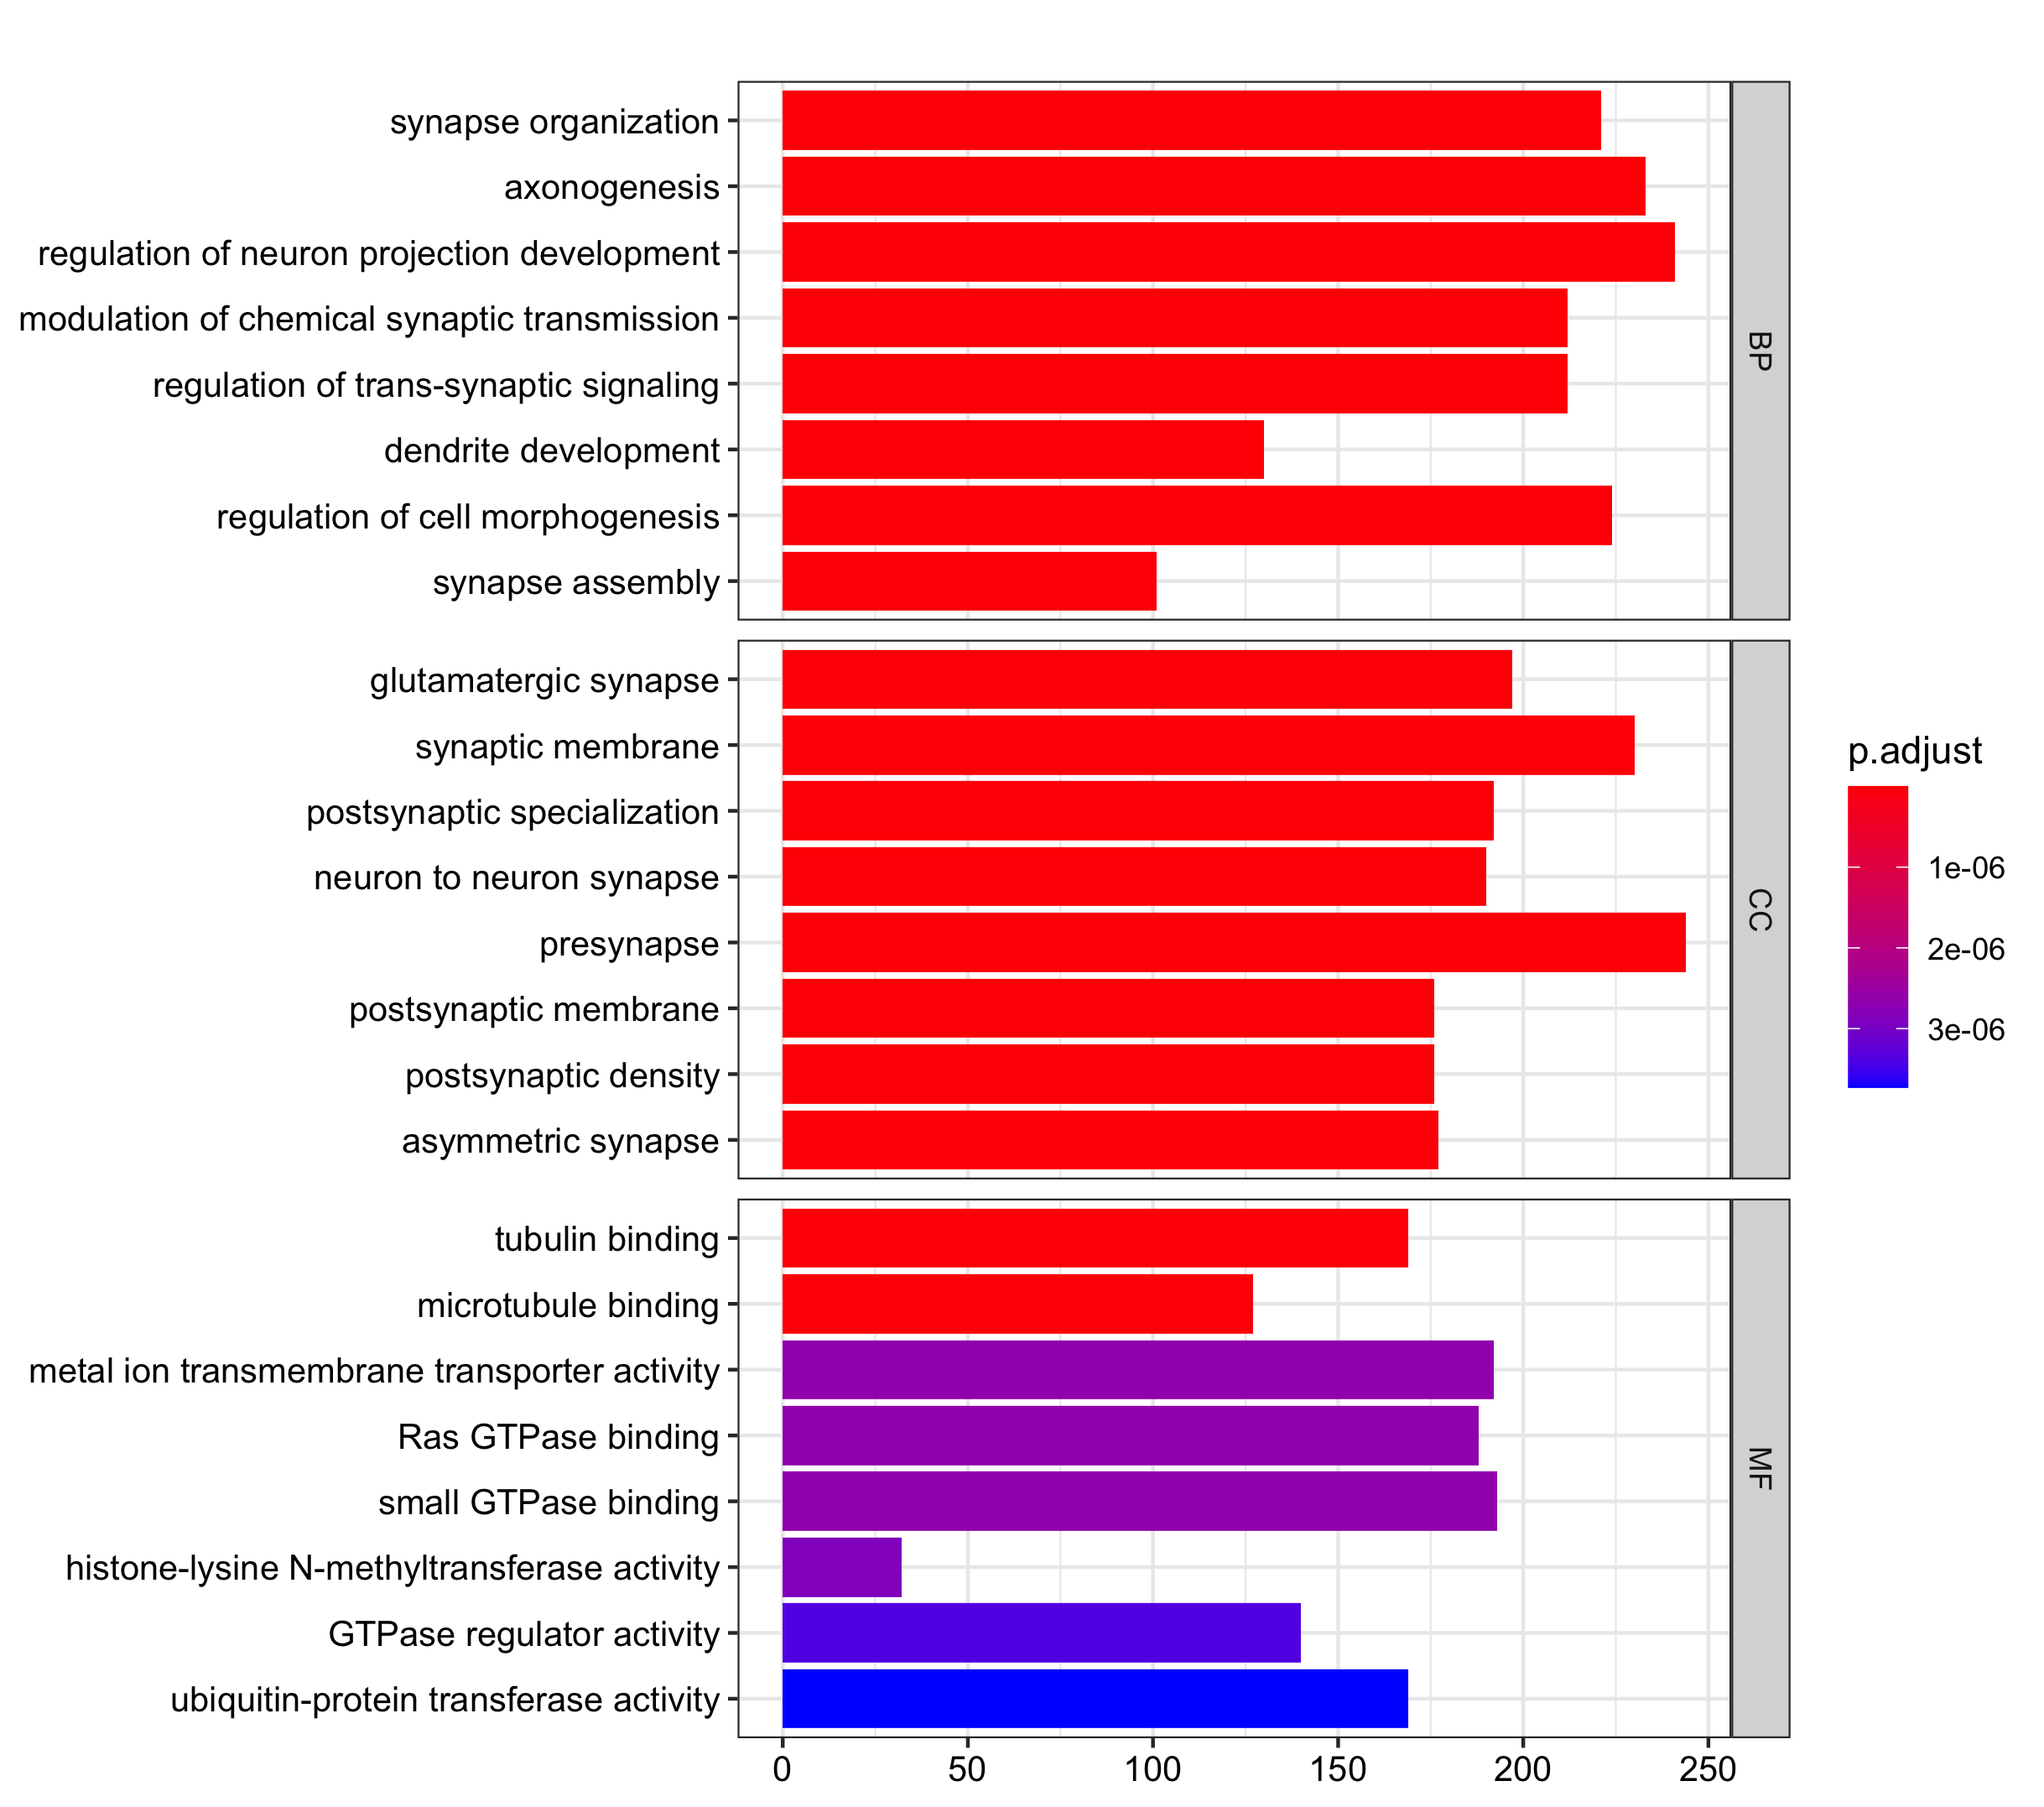 synapse organization
axonogenesis
regulation of neuron projection development
modulation of chemical synaptic transmission
regulation of trans-synaptic signaling
dendrite development
regulation of cell morphogenesis
synapse assembly
BP
glutamatergic synapse
synaptic membrane
postsynaptic specialization
neuron to neuron synapse
presynapse
postsynaptic membrane
postsynaptic density
asymmetric synapse
CC
tubulin binding
microtubule binding
metal ion transmembrane transporter activity
Ras GTPase binding
small GTPase binding
histone-lysine N-methyltransferase activity
GTPase regulator activity
ubiquitin-protein transferase activity
MF
0 50 100 150 200 250
p.adjust
1e-06
2e-06
3e-06